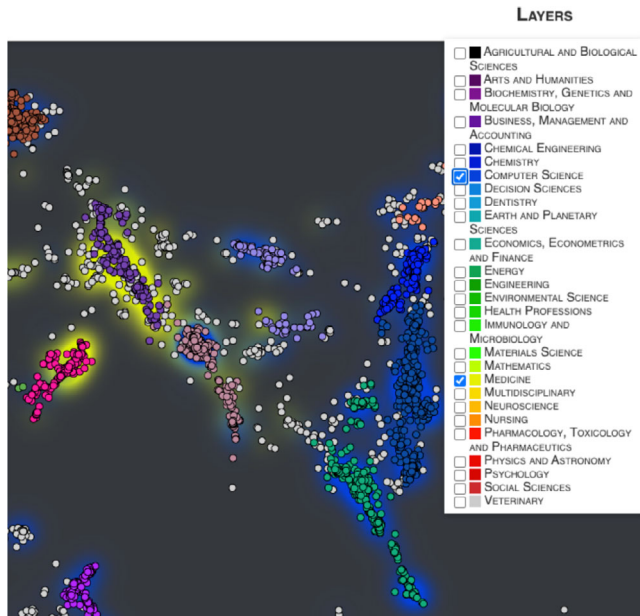 LAYERS
AGRICULTURAL AND BIOLOGICAL
SCIENCES
ARTS AND HUMANITIES
BIOCHEMISTRY, GENETICS AND
MOLECULAR BIOLOGY
BUSINESS, MANAGEMENT AND
ACCOUNTING
CHEMICAL ENGINEERING
CHEMISTRY
COMPUTER SCIENCE
DECISION SCIENCES
DENTISTRY
EARTH AND PLANETARY
SCIENCES
ECONOMICS, ECONOMETRICS
AND FINANCE
ENERGY
ENGINEERING
ENVIRONMENTAL SCIENCE
HEALTH PROFESSIONS
IMMUNOLOGY AND
MICROBIOLOGY
MATERIALS SCIENCE
MATHEMATICS
MEDICINE
MULTIDISCIPLINARY
NEUROSCIENCE
NURSING
PHARMACOLOGY, TOXICOLOGY
AND PHARMACEUTICS
PHYSICS AND ASTRONOMY
PSYCHOLOGY
SOCIAL SCIENCES
VETERINARY